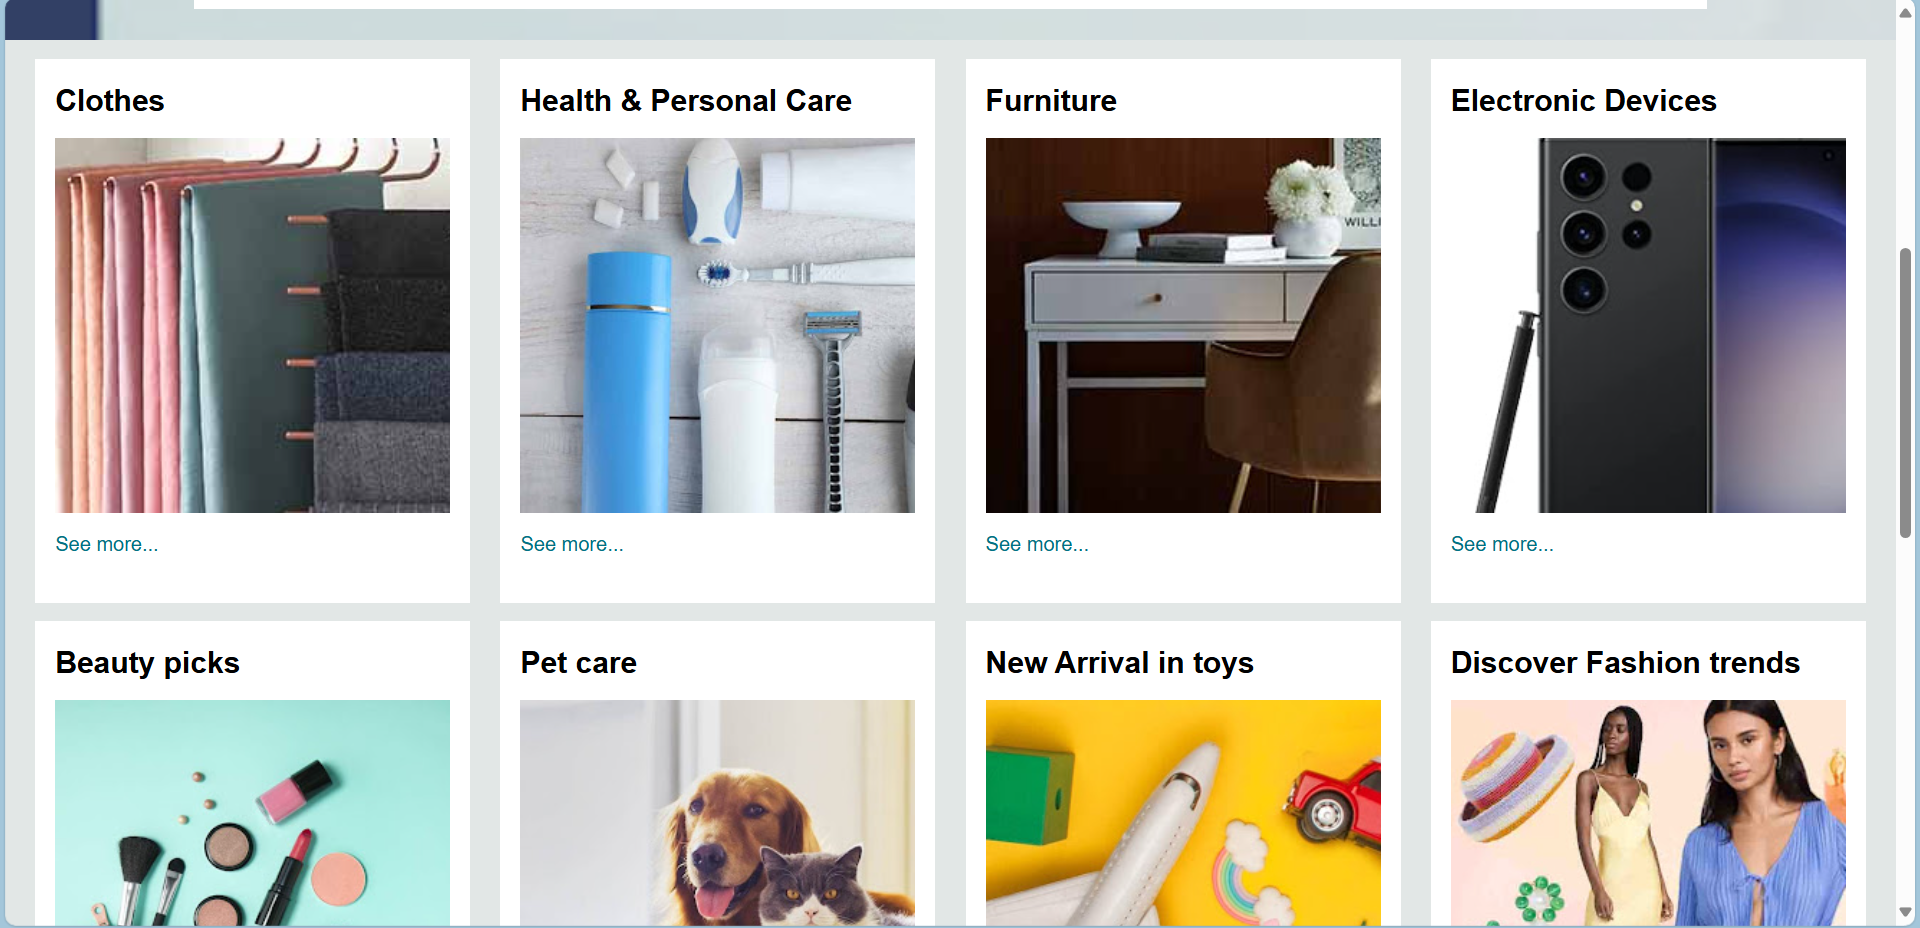 Clothes
Health & Personal Care
Furniture
Electronic Devices
WILLI
See more...
See more...
See more...
See more...
Beauty picks
Pet care
New Arrival in toys
Discover Fashion trends